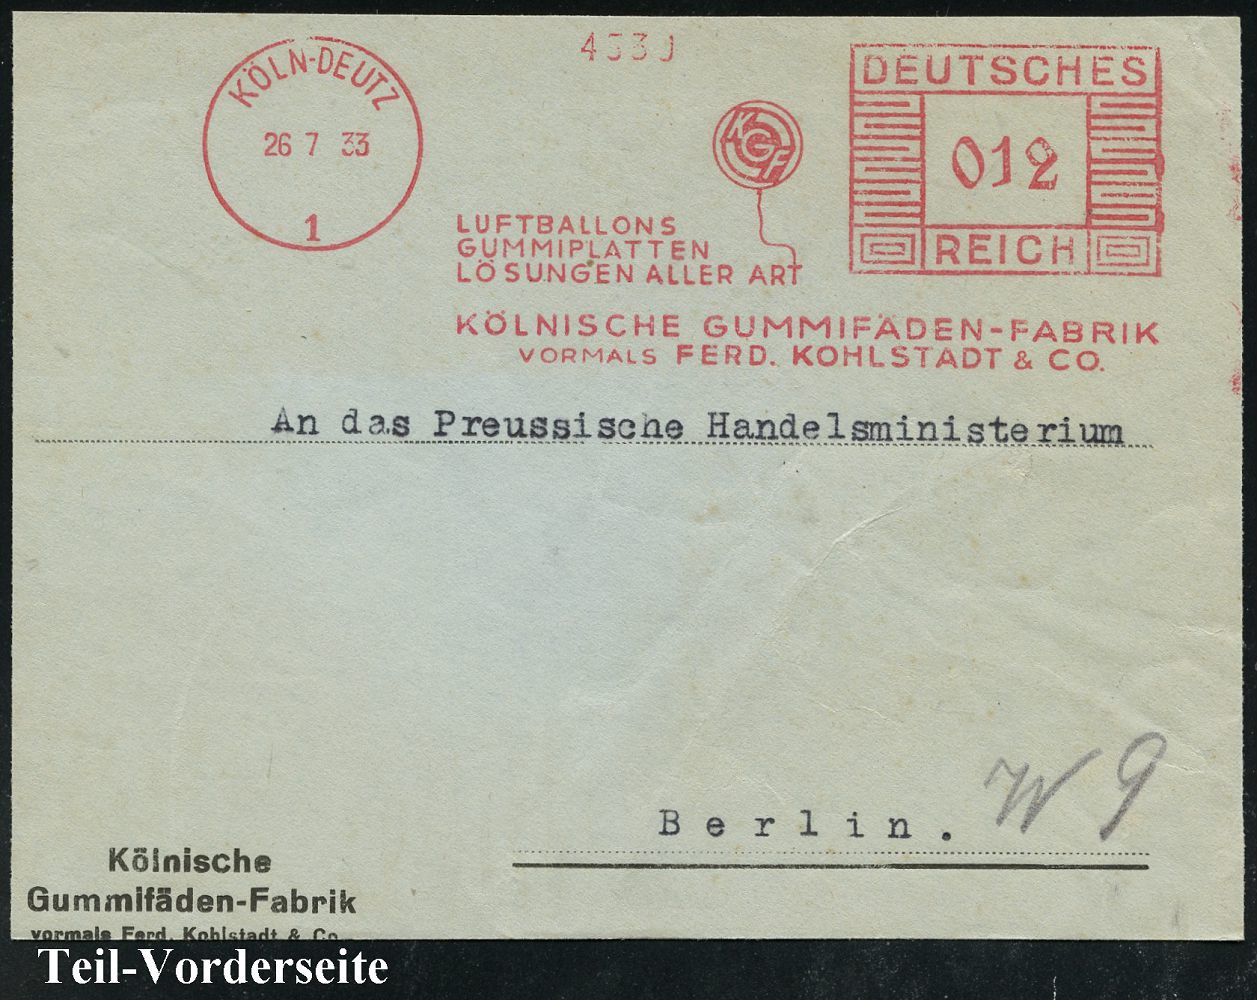 KÖLN-DEUTZ
26 7 33
1
KGF
LUFTBALLONS
GUMMIPLATTEN
LÖSUNGEN ALLER ART
KÖLNISCHE GUMMIFÄDEN-FABRIK
VORMALS FERD. KOHLSTADT & CO.
DEUTSCHES
012
REICH
An das Preussische Handelsministerium
Berlin. W 9
Kölnische
Gummifäden-Fabrik
vormals Ferd. Kohlstadt & Co.
Teil-Vorderseite